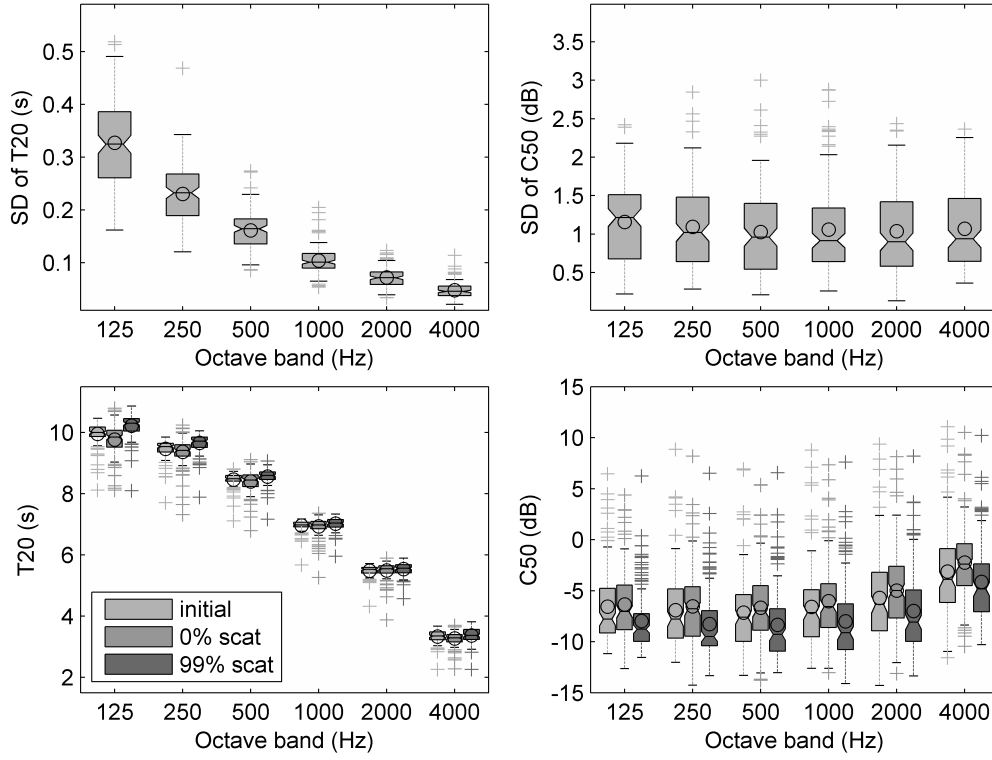 SD of T20 (s)
0.5
0.4
0.3
0.2
0.1
125 250 500 1000 2000 4000
Octave band (Hz)
SD of C50 (dB)
3.5
3
2.5
2
1.5
1
0.5
125 250 500 1000 2000 4000
Octave band (Hz)
T20 (s)
10
8
6
4
2
initial
0% scat
99% scat
125 250 500 1000 2000 4000
Octave band (Hz)
C50 (dB)
15
10
5
0
-5
-10
-15
125 250 500 1000 2000 4000
Octave band (Hz)